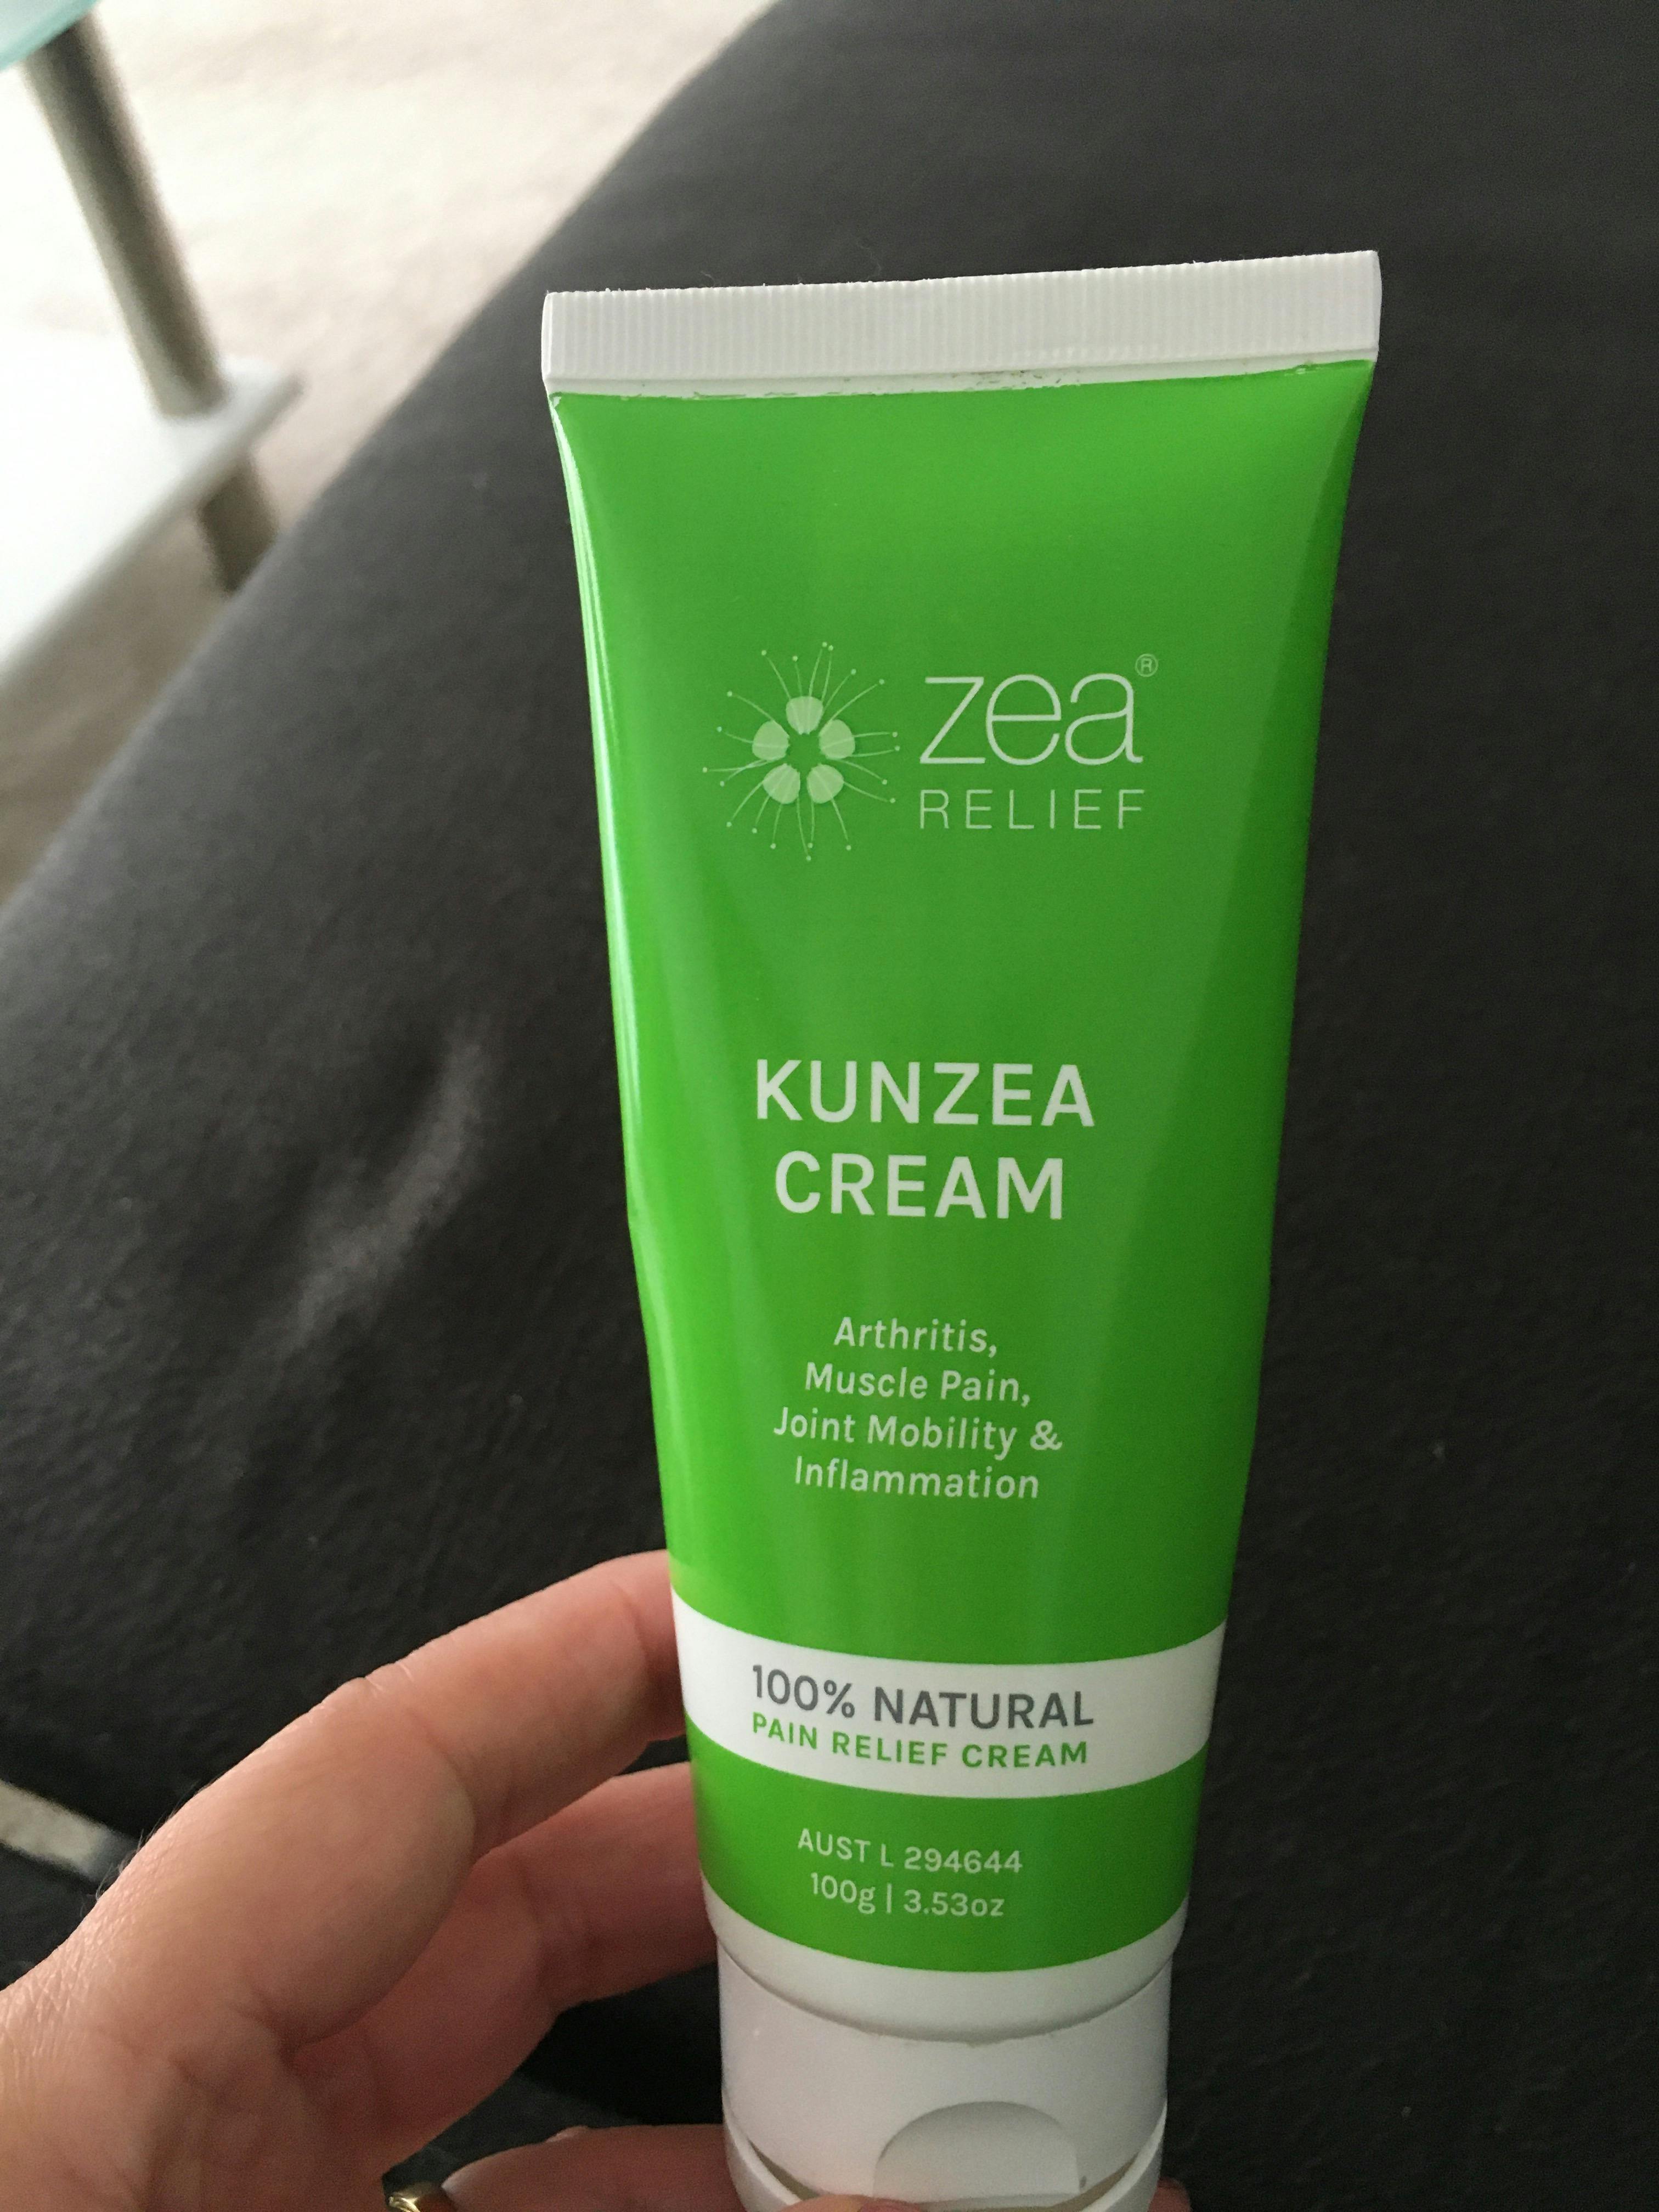 zea®
RELIEF
KUNZEA
CREAM
Arthritis,
Muscle Pain,
Joint Mobility &
Inflammation
100% NATURAL
PAIN RELIEF CREAM
AUST L 294644
100g | 3.53oz